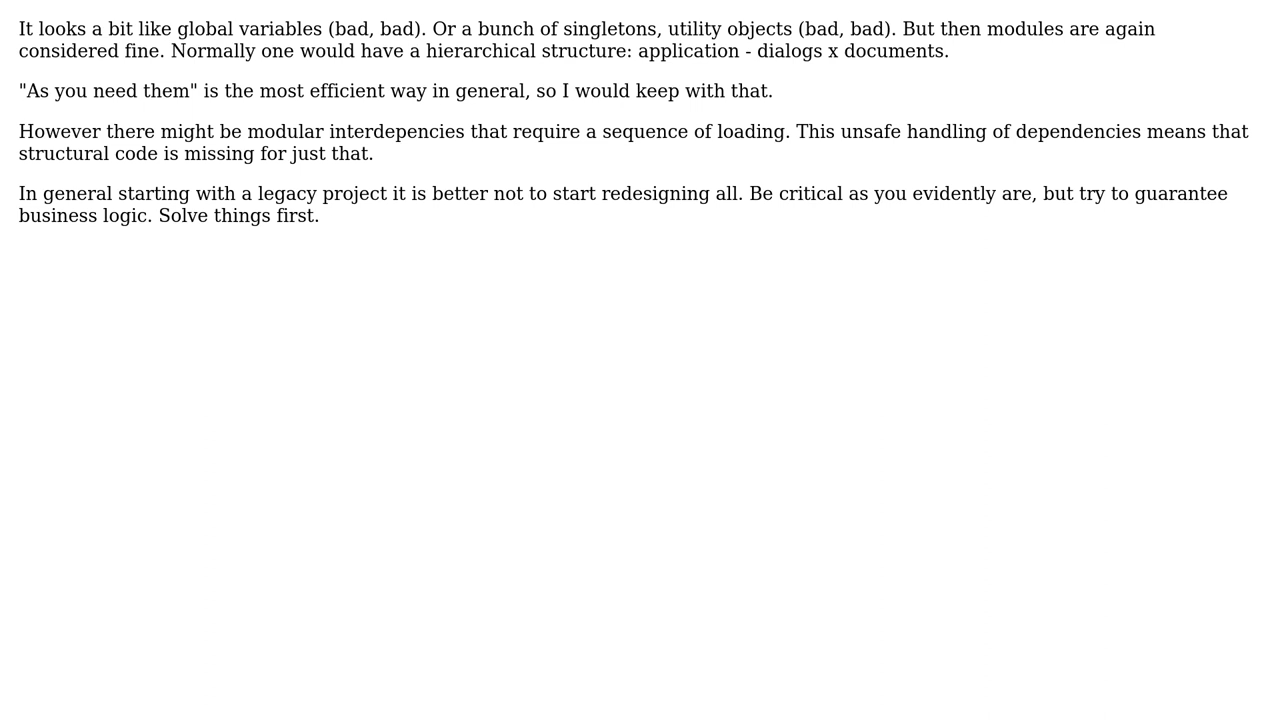 It looks a bit like global variables (bad, bad). Or a bunch of singletons, utility objects (bad, bad). But then modules are again
considered fine. Normally one would have a hierarchical structure: application - dialogs x documents.
"As you need them" is the most efficient way in general, so I would keep with that.
However there might be modular interdepencies that require a sequence of loading. This unsafe handling of dependencies means that
structural code is missing for just that.
In general starting with a legacy project it is better not to start redesigning all. Be critical as you evidently are, but try to guarantee
business logic. Solve things first.